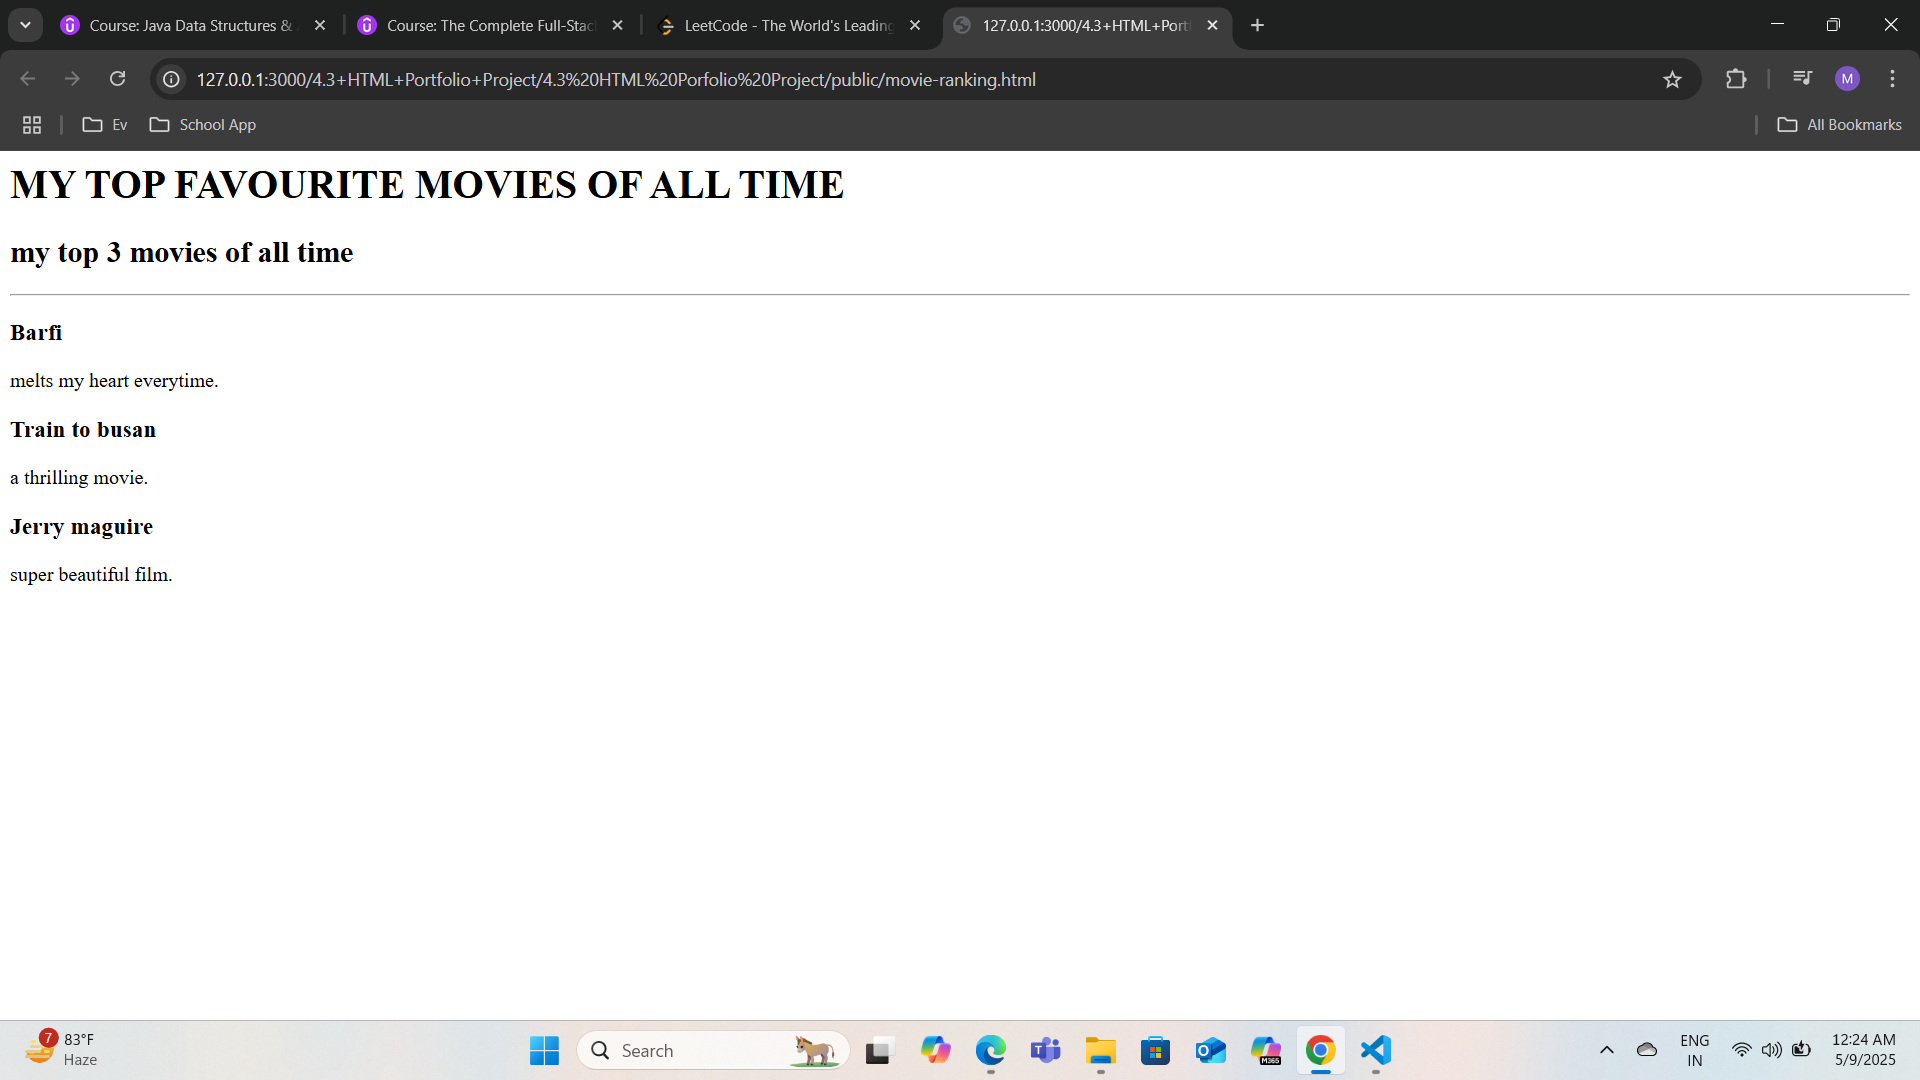 Course: Java Data Structures &
Course: The Complete Full-Stac
LeetCode - The World's Leading
127.0.0.1:3000/4.3+HTML+Port
127.0.0.1:3000/4.3+HTML+Portfolio+Project/4.3%20HTML%20Porfolio%20Project/public/movie-ranking.html
M
Ev
School App
All Bookmarks
MY TOP FAVOURITE MOVIES OF ALL TIME
my top 3 movies of all time
Barfi
melts my heart everytime.
Train to busan
a thrilling movie.
Jerry maguire
super beautiful film.
7
83°F
Haze
Search
M365
ENG
IN
12:24 AM
5/9/2025